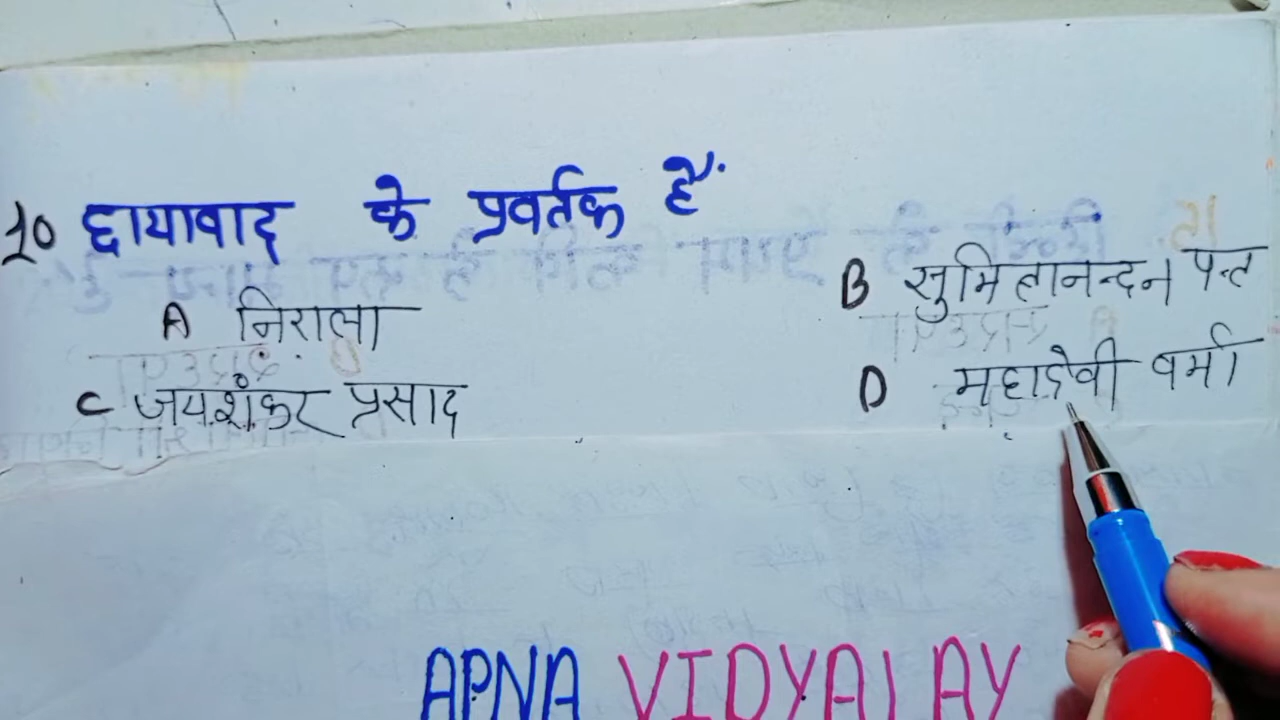 10 छायावाद के प्रवर्तक हैं
A निराला
B सुमित्रानन्दन पन्त
C जयशंकर प्रसाद
D महादेवी वर्मा
APNA VIDYALAY